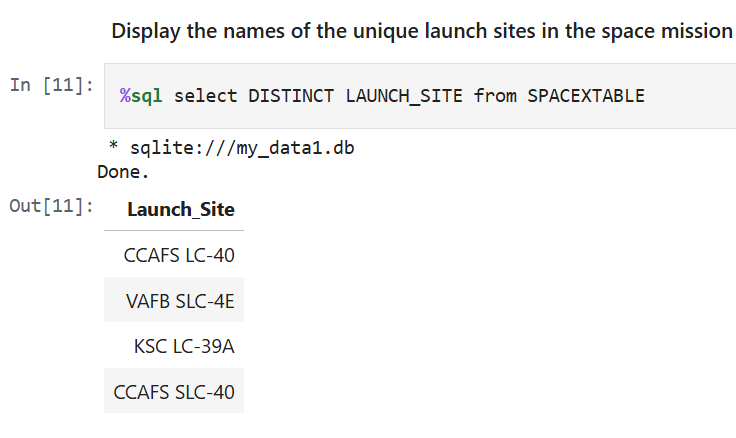 Display the names of the unique launch sites in the space mission
In [11]: %sql select DISTINCT LAUNCH_SITE from SPACEXTABLE
* sqlite:///my_data1.db
Done.
Out[11]: Launch_Site
CCAFS LC-40
VAFB SLC-4E
KSC LC-39A
CCAFS SLC-40